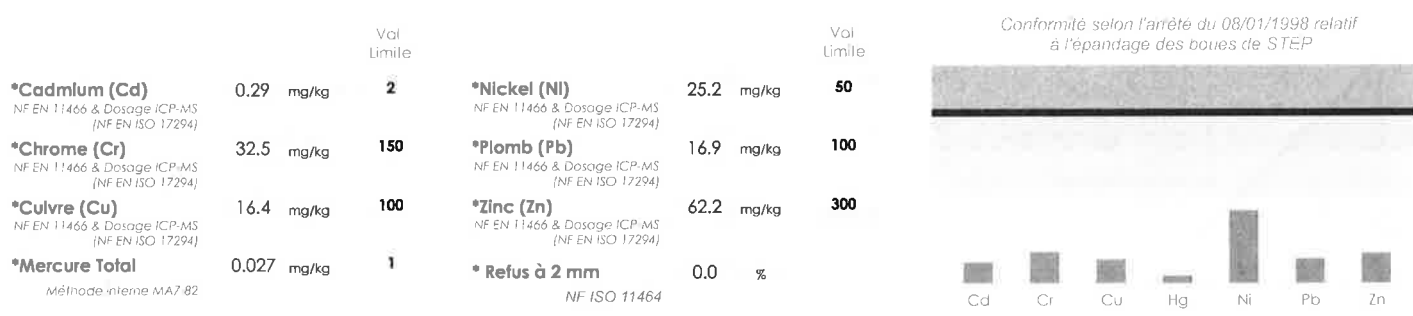 Val
Limite
*Cadmium (Cd) 0.29 mg/kg 2
NF EN 11466 & Dosage ICP-MS
(NF EN ISO 17294)
*Chrome (Cr) 32.5 mg/kg 150
NF EN 11466 & Dosage ICP-MS
(NF EN ISO 17294)
*Cuivre (Cu) 16.4 mg/kg 100
NF EN 11466 & Dosage ICP-MS
(NF EN ISO 17294)
*Mercure Total 0.027 mg/kg 1
Méthode interne MA7-82
Val
Limite
*Nickel (Ni) 25.2 mg/kg 50
NF EN 11466 & Dosage ICP-MS
(NF EN ISO 17294)
*Plomb (Pb) 16.9 mg/kg 100
NF EN 11466 & Dosage ICP-MS
(NF EN ISO 17294)
*Zinc (Zn) 62.2 mg/kg 300
NF EN 11466 & Dosage ICP-MS
(NF EN ISO 17294)
* Refus à 2 mm 0.0 %
NF ISO 11464
Conformité selon l'arrêté du 08/01/1998 relatif
à l'épandage des boues de STEP
Cd Cr Cu Hg Ni Pb Zn